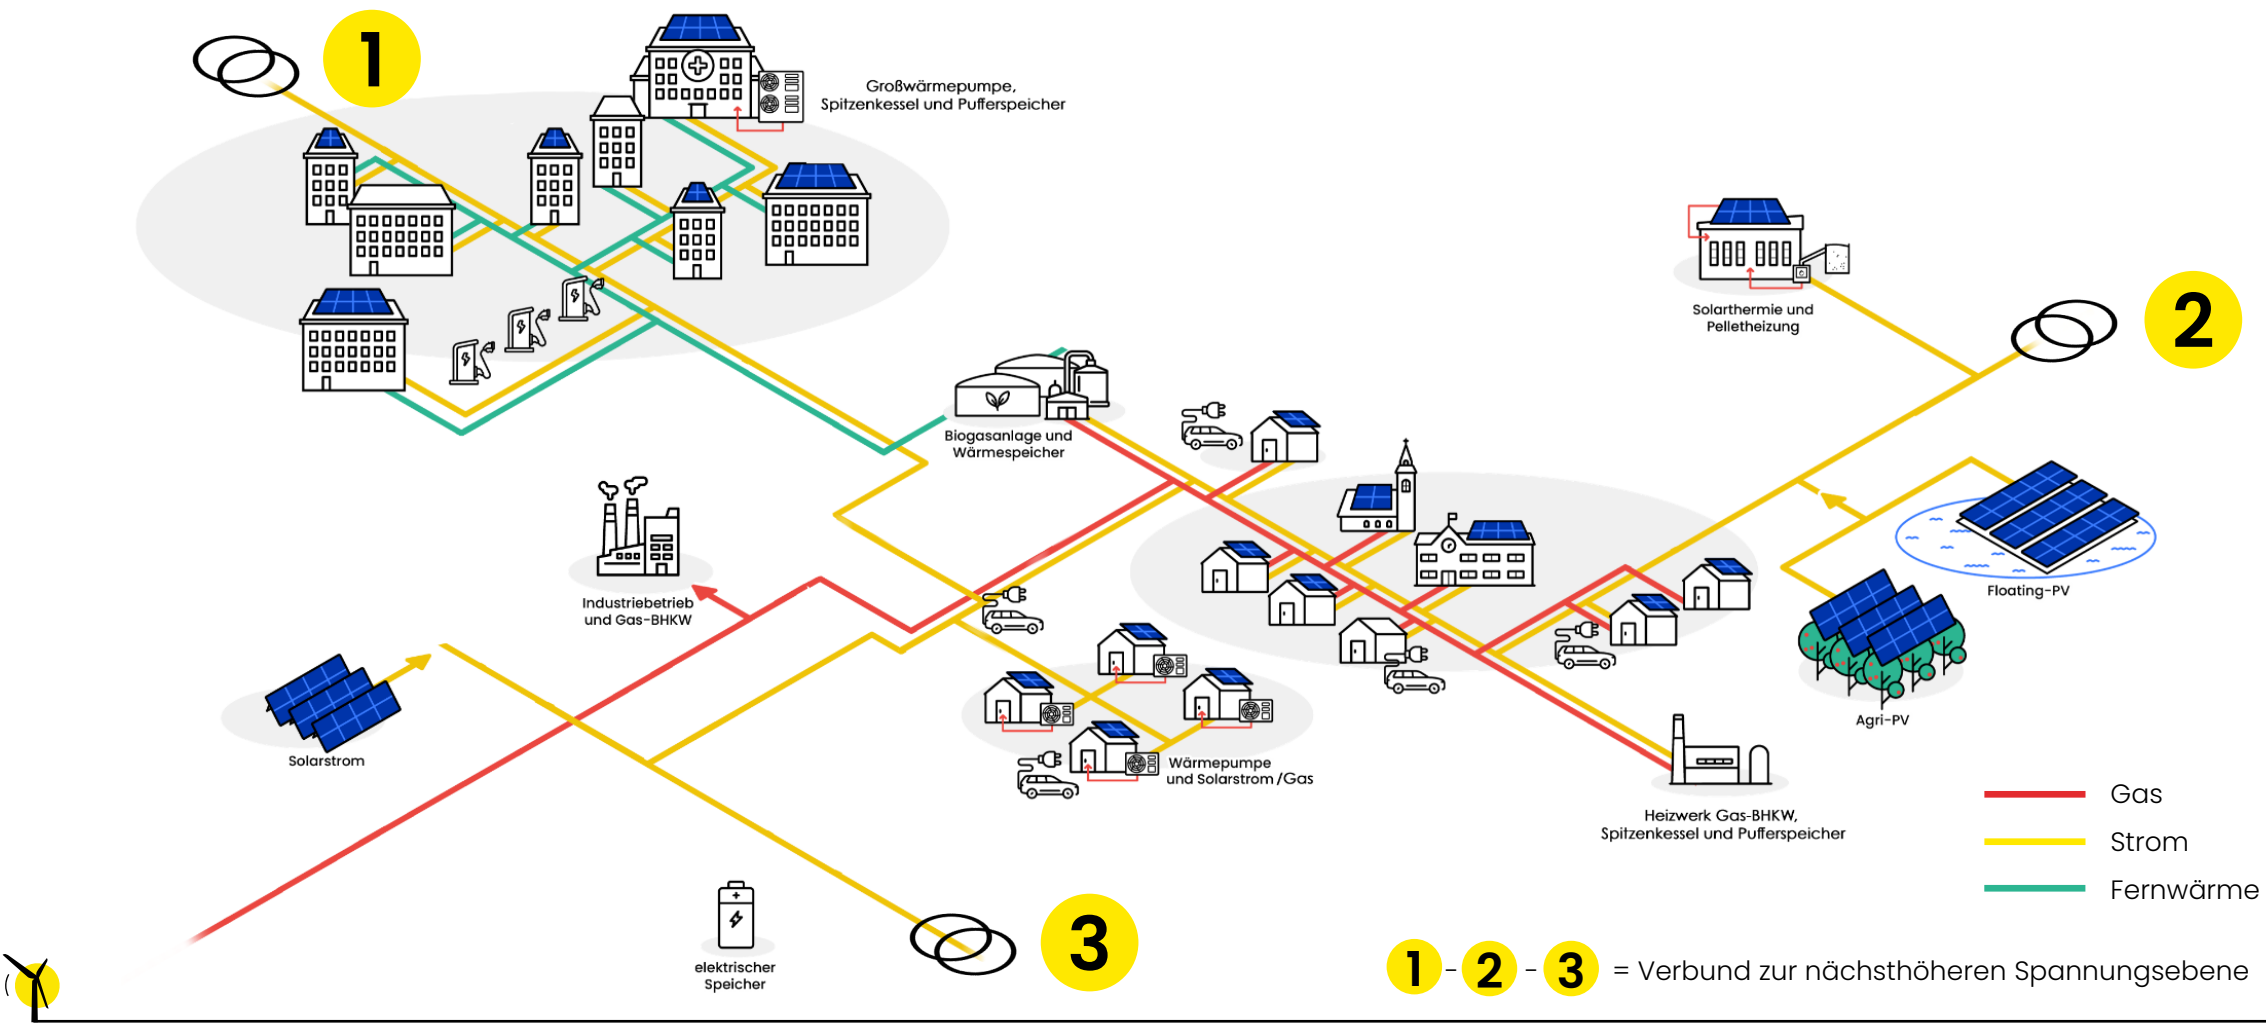 1
Großwärmepumpe,
Spitzenkessel und Pufferspeicher
Solarthermie und
Pelletheizung
2
Biogasanlage und
Wärmespeicher
Industriebetrieb
und Gas-BHKW
Floating-PV
Agri-PV
Solarstrom
Wärmepumpe
und Solarstrom/Gas
Heizwerk Gas-BHKW,
Spitzenkessel und Pufferspeicher
Gas
Strom
Fernwärme
3
elektrischer
Speicher
1 - 2 - 3 = Verbund zur nächsthöheren Spannungsebene